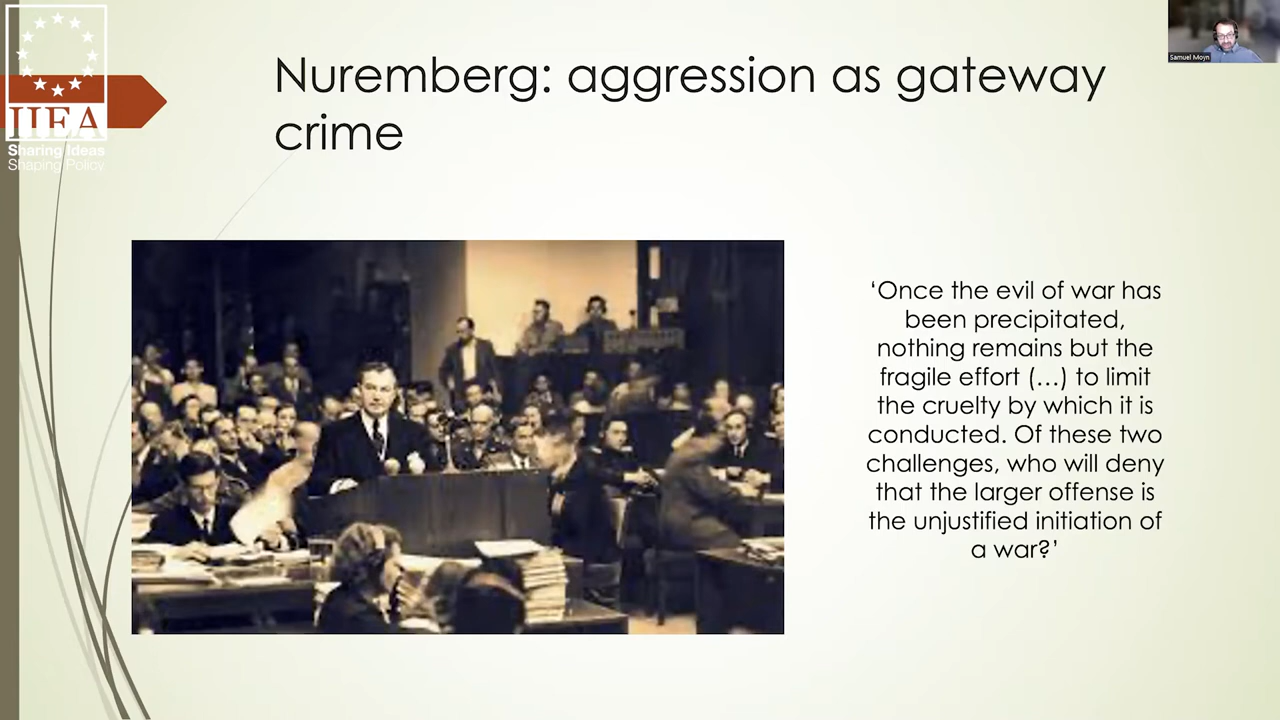 IIEA
Sharing Ideas
Shaping Policy
Nuremberg: aggression as gateway
crime
Samuel Moyn
‘Once the evil of war has
been precipitated,
nothing remains but the
fragile effort (…) to limit
the cruelty by which it is
conducted. Of these two
challenges, who will deny
that the larger offense is
the unjustified initiation of
a war?’